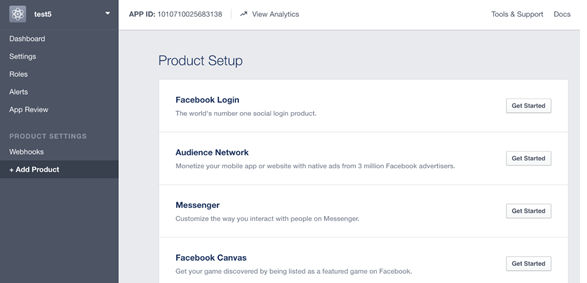 test5
APP ID: 1010710025683138
View Analytics
Tools & Support
Docs
Dashboard
Settings
Roles
Alerts
App Review
PRODUCT SETTINGS
Webhooks
+ Add Product
Product Setup
Facebook Login
The world's number one social login product.
Get Started
Audience Network
Monetize your mobile app or website with native ads from 3 million Facebook advertisers.
Get Started
Messenger
Customize the way you interact with people on Messenger.
Get Started
Facebook Canvas
Get your game discovered by being listed as a featured game on Facebook.
Get Started